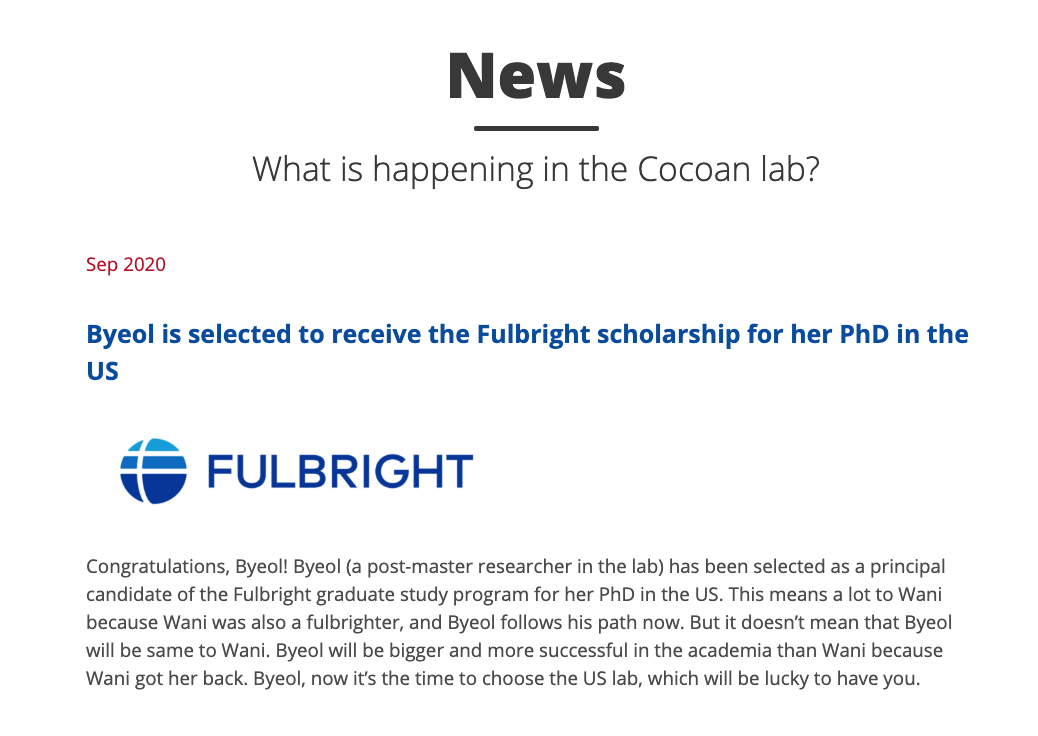 News
What is happening in the Cocoan lab?
Sep 2020
Byeol is selected to receive the Fulbright scholarship for her PhD in the
US
FULBRIGHT
Congratulations, Byeol! Byeol (a post-master researcher in the lab) has been selected as a principal
candidate of the Fulbright graduate study program for her PhD in the US. This means a lot to Wani
because Wani was also a fulbrighter, and Byeol follows his path now. But it doesn’t mean that Byeol
will be same to Wani. Byeol will be bigger and more successful in the academia than Wani because
Wani got her back. Byeol, now it’s the time to choose the US lab, which will be lucky to have you.